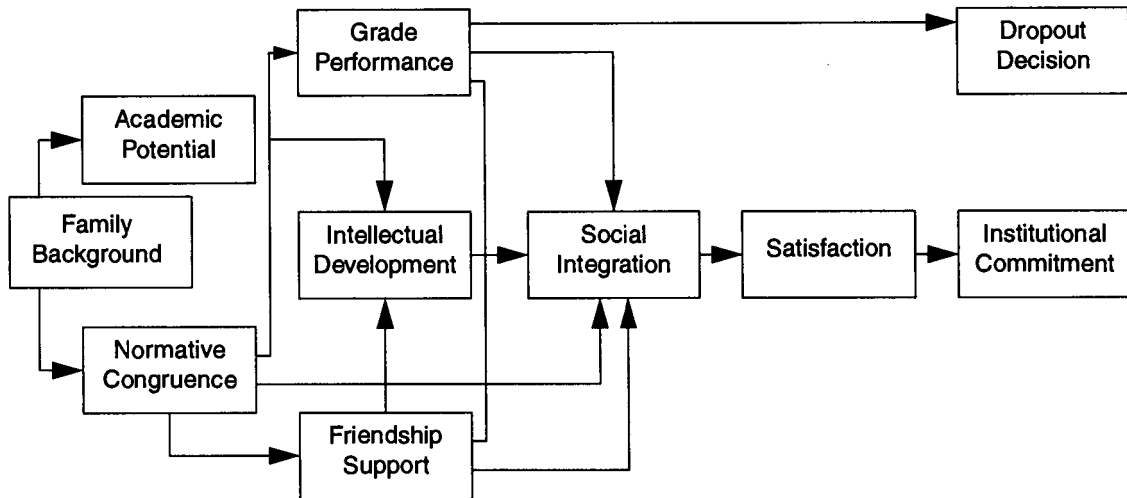 Grade
Performance
Dropout
Decision
Academic
Potential
Family
Background
Intellectual
Development
Social
Integration
Satisfaction
Institutional
Commitment
Normative
Congruence
Friendship
Support